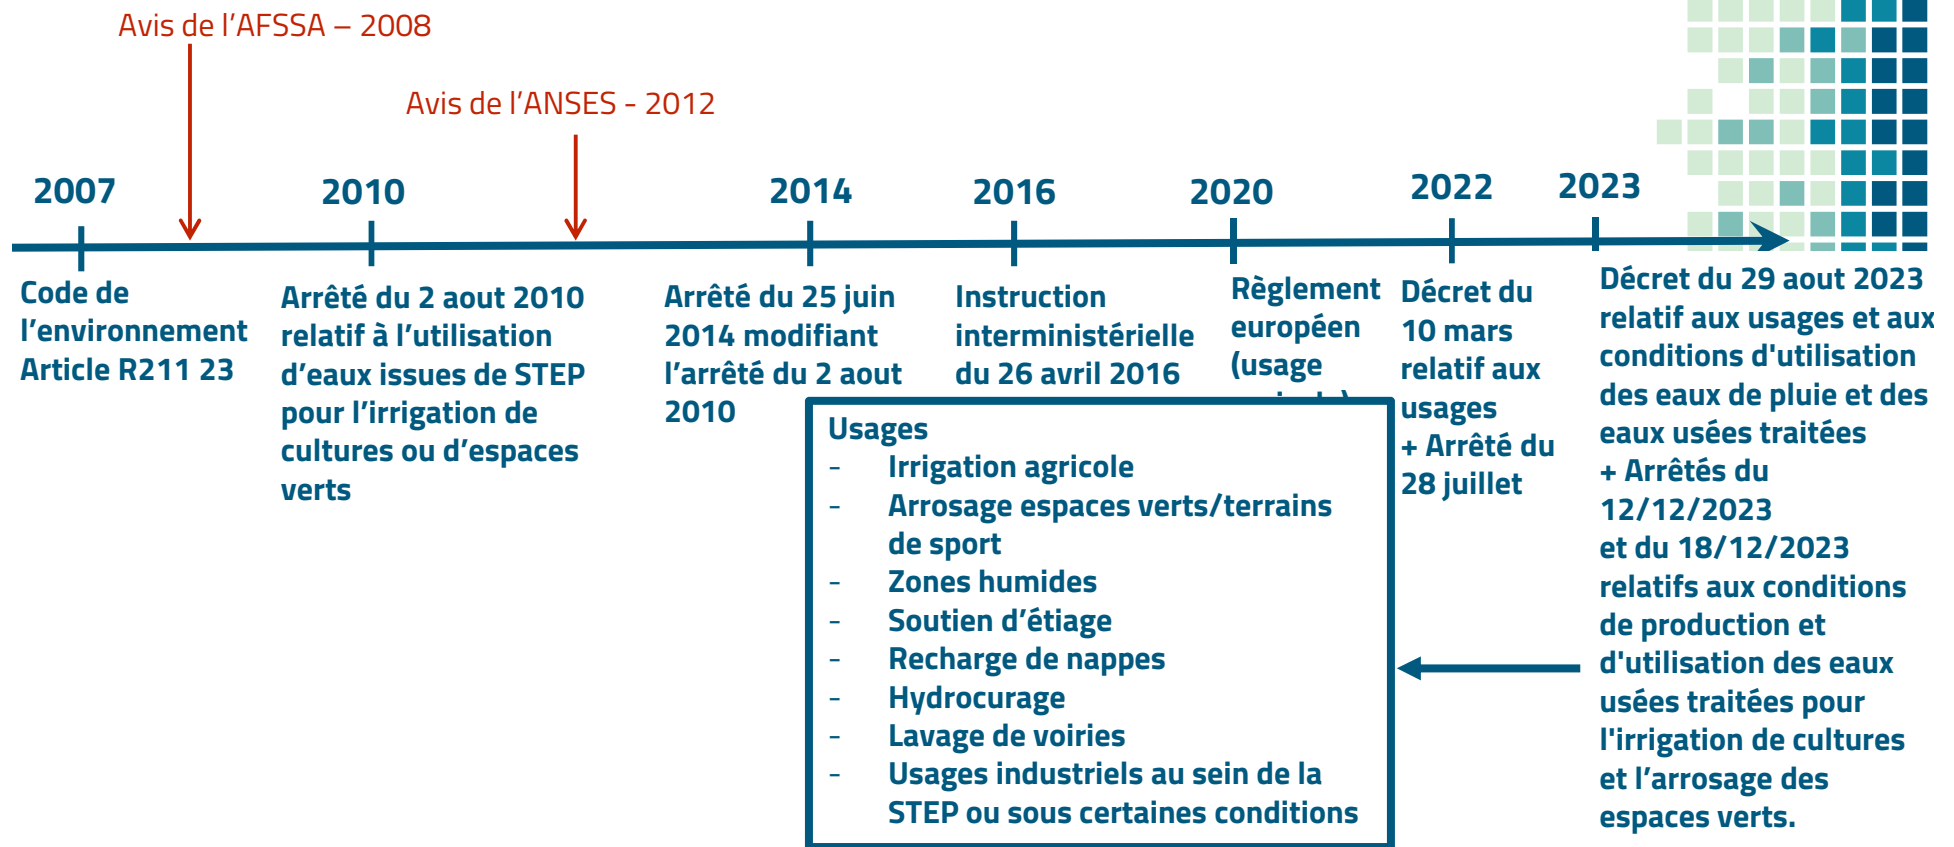 Avis de l’AFSSA – 2008
Avis de l’ANSES - 2012
2007
2010
2014
2016
2020
2022
2023
Code de
l’environnement
Article R211 23
Arrêté du 2 aout 2010
relatif à l’utilisation
d’eaux issues de STEP
pour l’irrigation de
cultures ou d’espaces
verts
Arrêté du 25 juin
2014 modifiant
l’arrêté du 2 aout
2010
Instruction
interministérielle
du 26 avril 2016
Règlement
européen
(usage
Décret du
10 mars
relatif aux
usages
+ Arrêté du
28 juillet
Décret du 29 aout 2023
relatif aux usages et aux
conditions d'utilisation
des eaux de pluie et des
eaux usées traitées
+ Arrêtés du
12/12/2023
et du 18/12/2023
relatifs aux conditions
de production et
d'utilisation des eaux
usées traitées pour
l'irrigation de cultures
et l’arrosage des
espaces verts.
Usages
- Irrigation agricole
- Arrosage espaces verts/terrains
de sport
- Zones humides
- Soutien d’étiage
- Recharge de nappes
- Hydrocurage
- Lavage de voiries
- Usages industriels au sein de la
STEP ou sous certaines conditions